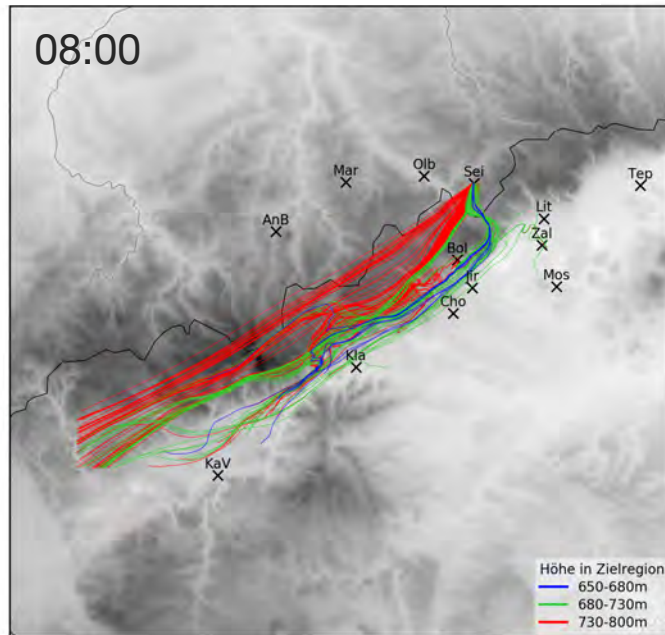 08:00
Olb
Sei
Mar
Tep
AnB
Lit
Zal
Bol
Jir
Mos
Cho
Kla
KaV
Höhe in Zielregion
650-680m
680-730m
730-800m